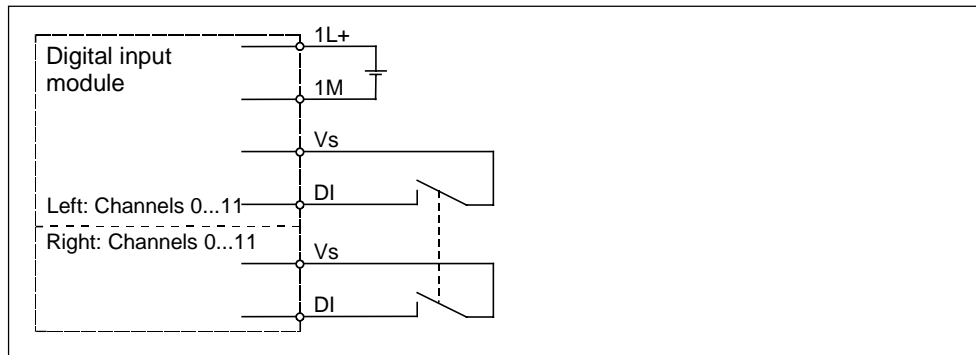 1L+
Digital input
module
1M
Vs
DI
Left: Channels 0...11
Right: Channels 0...11
Vs
DI